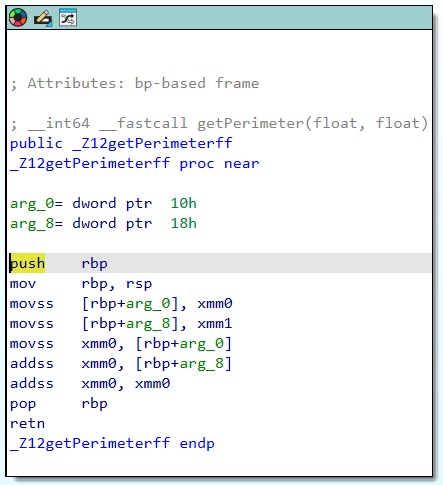 ; Attributes: bp-based frame
; __int64 __fastcall getPerimeter(float, float)
public _Z12getPerimeterff
_Z12getPerimeterff proc near
arg_0= dword ptr  10h
arg_8= dword ptr  18h
push    rbp
mov     rbp, rsp
movss   [rbp+arg_0], xmm0
movss   [rbp+arg_8], xmm1
movss   xmm0, [rbp+arg_0]
addss   xmm0, [rbp+arg_8]
addss   xmm0, xmm0
pop     rbp
retn
_Z12getPerimeterff endp